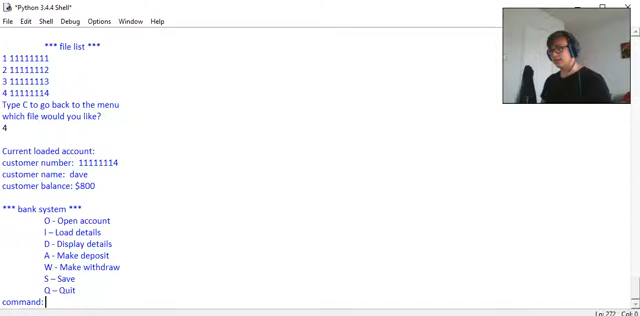 *Python 3.4.4 Shell*
File Edit Shell Debug Options Window Help
*** file list ***
1 11111111
2 11111112
3 11111113
4 11111114
Type C to go back to the menu
which file would you like?
4
Current loaded account:
customer number: 11111114
customer name: dave
customer balance: $800
*** bank system ***
O - Open account
I – Load details
D - Display details
A - Make deposit
W - Make withdraw
S – Save
Q – Quit
command:
Ln: 272 Col: 0